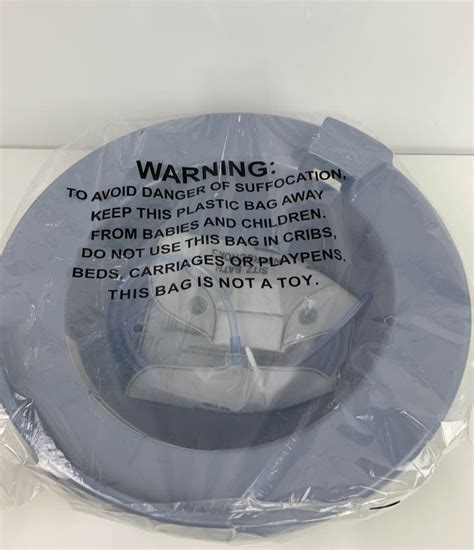 WARNING:
TO AVOID DANGER OF SUFFOCATION,
KEEP THIS PLASTIC BAG AWAY
FROM BABIES AND CHILDREN.
DO NOT USE THIS BAG IN CRIBS,
BEDS, CARRIAGES OR PLAYPENS.
THIS BAG IS NOT A TOY.
SITZ BATH